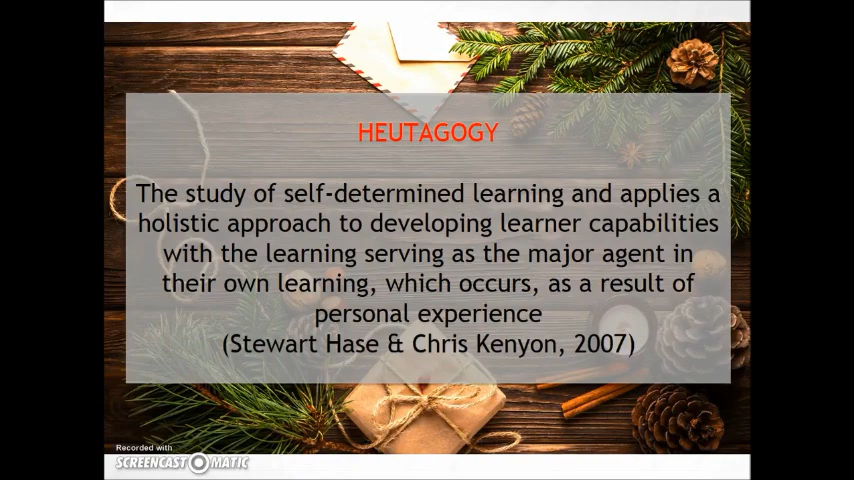 HEUTAGOGY
The study of self-determined learning and applies a
holistic approach to developing learner capabilities
with the learning serving as the major agent in
their own learning, which occurs, as a result of
personal experience
(Stewart Hase & Chris Kenyon, 2007)
Recorded with
SCREENCAST MATIC